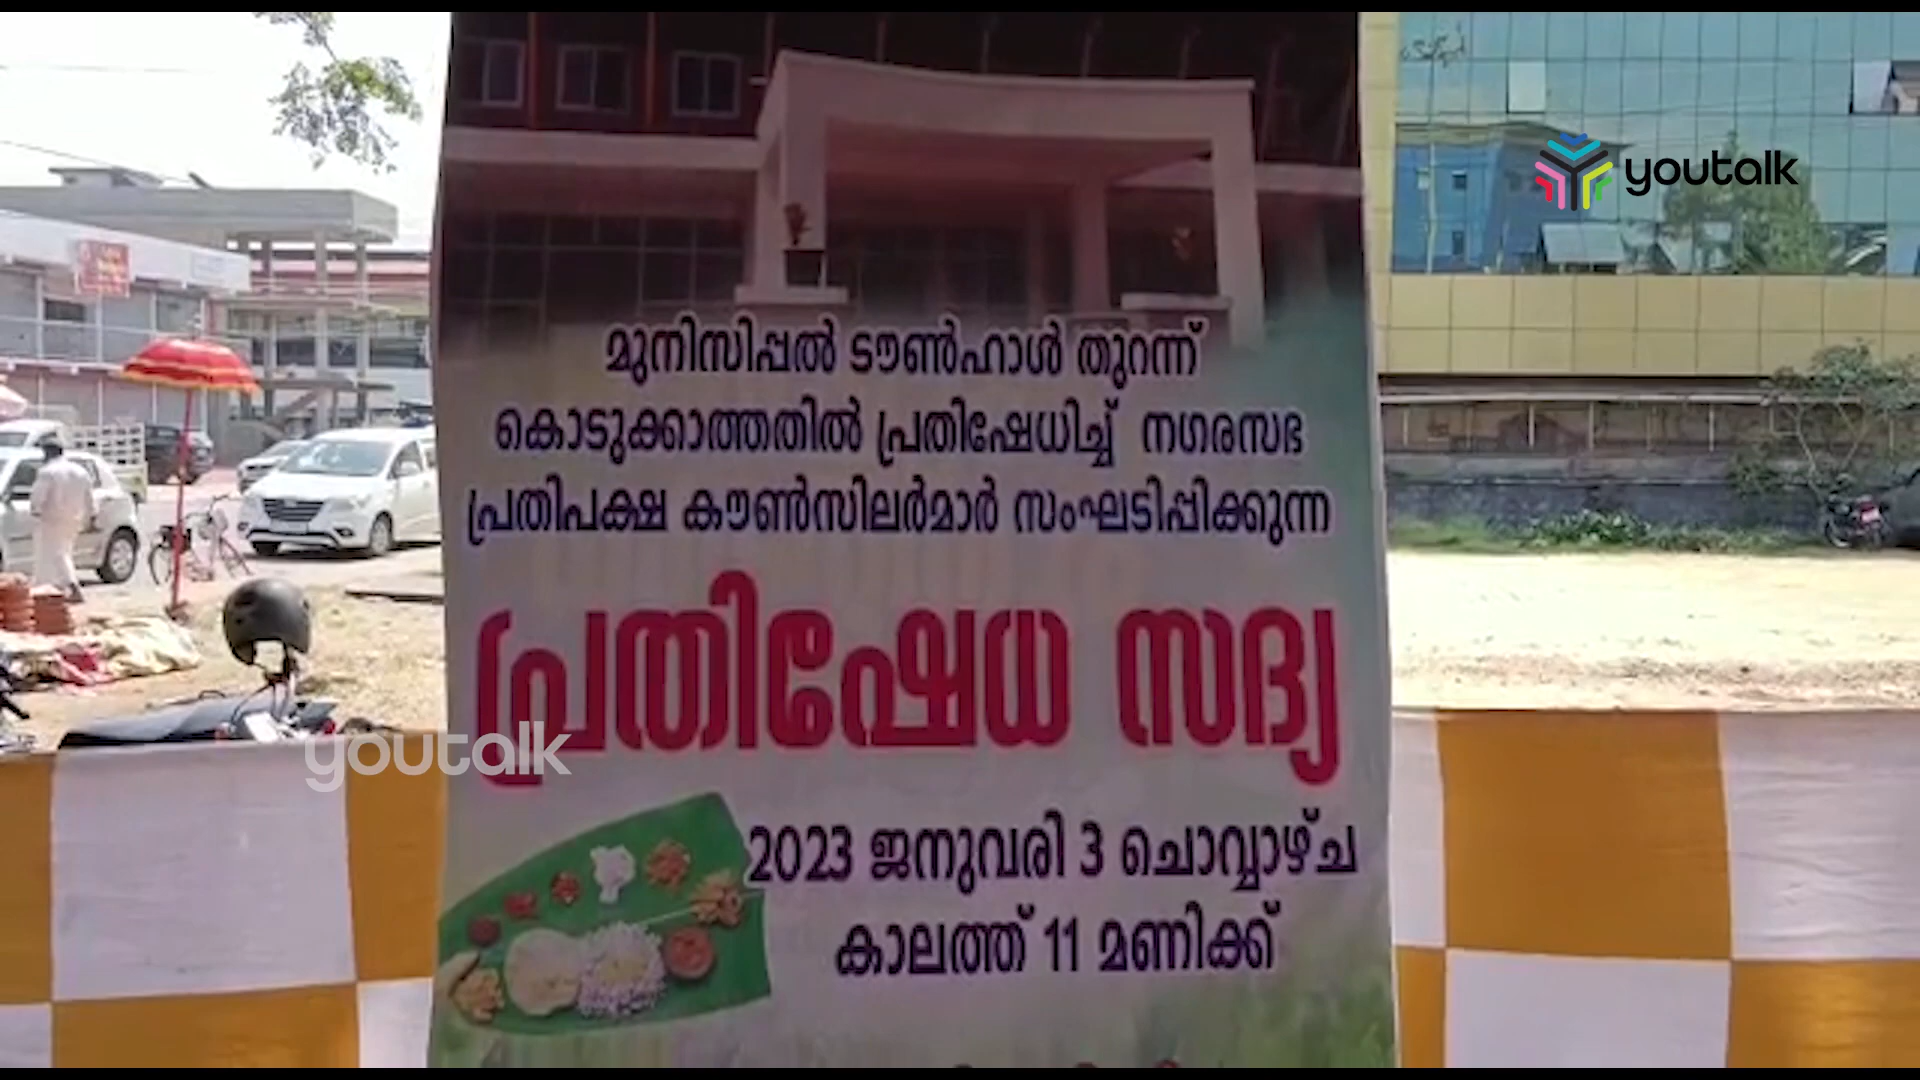 youtalk
മുനിസിപ്പൽ ടൗൺഹാൾ തുറന്ന്
കൊടുക്കാത്തതിൽ പ്രതിഷേധിച്ച് നഗരസഭ
പ്രതിപക്ഷ കൗൺസിലർമാർ സംഘടിപ്പിക്കുന്ന
പ്രതിഷേധ സദ്യ
youtalk
2023 ജനുവരി 3 ചൊവ്വാഴ്ച
കാലത്ത് 11 മണിക്ക്